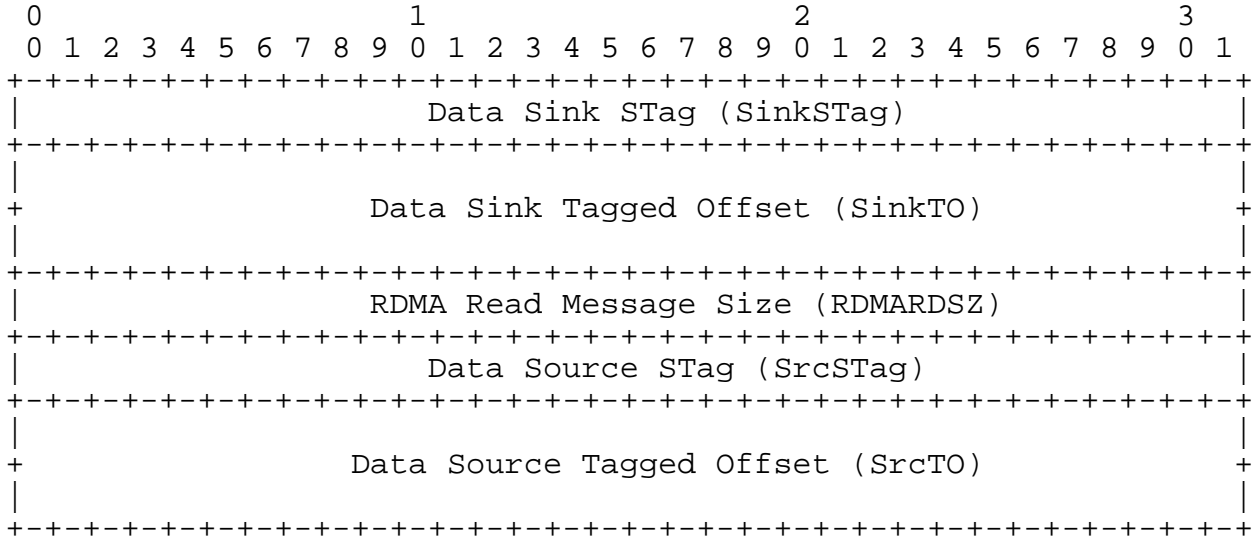 0                   1                   2                   3
 0 1 2 3 4 5 6 7 8 9 0 1 2 3 4 5 6 7 8 9 0 1 2 3 4 5 6 7 8 9 0 1
+-+-+-+-+-+-+-+-+-+-+-+-+-+-+-+-+-+-+-+-+-+-+-+-+-+-+-+-+-+-+-+-+
|                     Data Sink STag (SinkSTag)                 |
+-+-+-+-+-+-+-+-+-+-+-+-+-+-+-+-+-+-+-+-+-+-+-+-+-+-+-+-+-+-+-+-+
|                                                               |
+                  Data Sink Tagged Offset (SinkTO)             +
|                                                               |
+-+-+-+-+-+-+-+-+-+-+-+-+-+-+-+-+-+-+-+-+-+-+-+-+-+-+-+-+-+-+-+-+
|                  RDMA Read Message Size (RDMARDSZ)            |
+-+-+-+-+-+-+-+-+-+-+-+-+-+-+-+-+-+-+-+-+-+-+-+-+-+-+-+-+-+-+-+-+
|                     Data Source STag (SrcSTag)                |
+-+-+-+-+-+-+-+-+-+-+-+-+-+-+-+-+-+-+-+-+-+-+-+-+-+-+-+-+-+-+-+-+
|                                                               |
+                 Data Source Tagged Offset (SrcTO)             +
|                                                               |
+-+-+-+-+-+-+-+-+-+-+-+-+-+-+-+-+-+-+-+-+-+-+-+-+-+-+-+-+-+-+-+-+